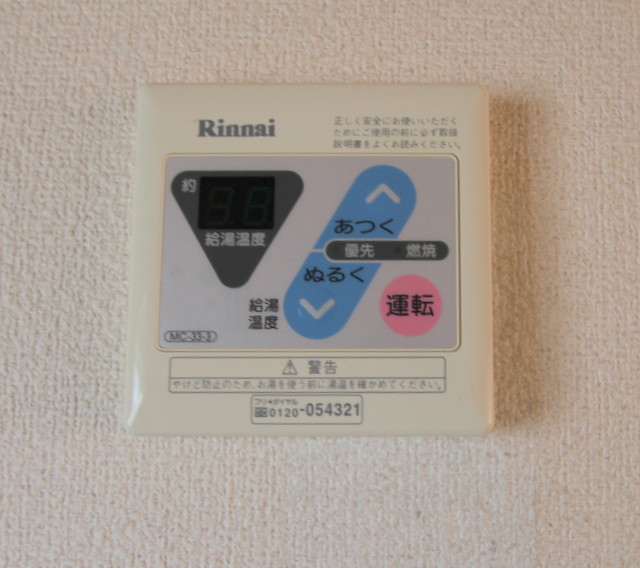 Rinnai
正しく安全にお使いいただく
ためにご使用の前に必ず取扱
説明書をよくお読みください。
約
給湯温度
あつく
優先 燃焼
ぬるく
給湯
温度
運転
MC-33-3
⚠ 警告
やけど防止のため、お湯を使う前に湯温を確かめてください。
フリーダイヤル
0120-054321